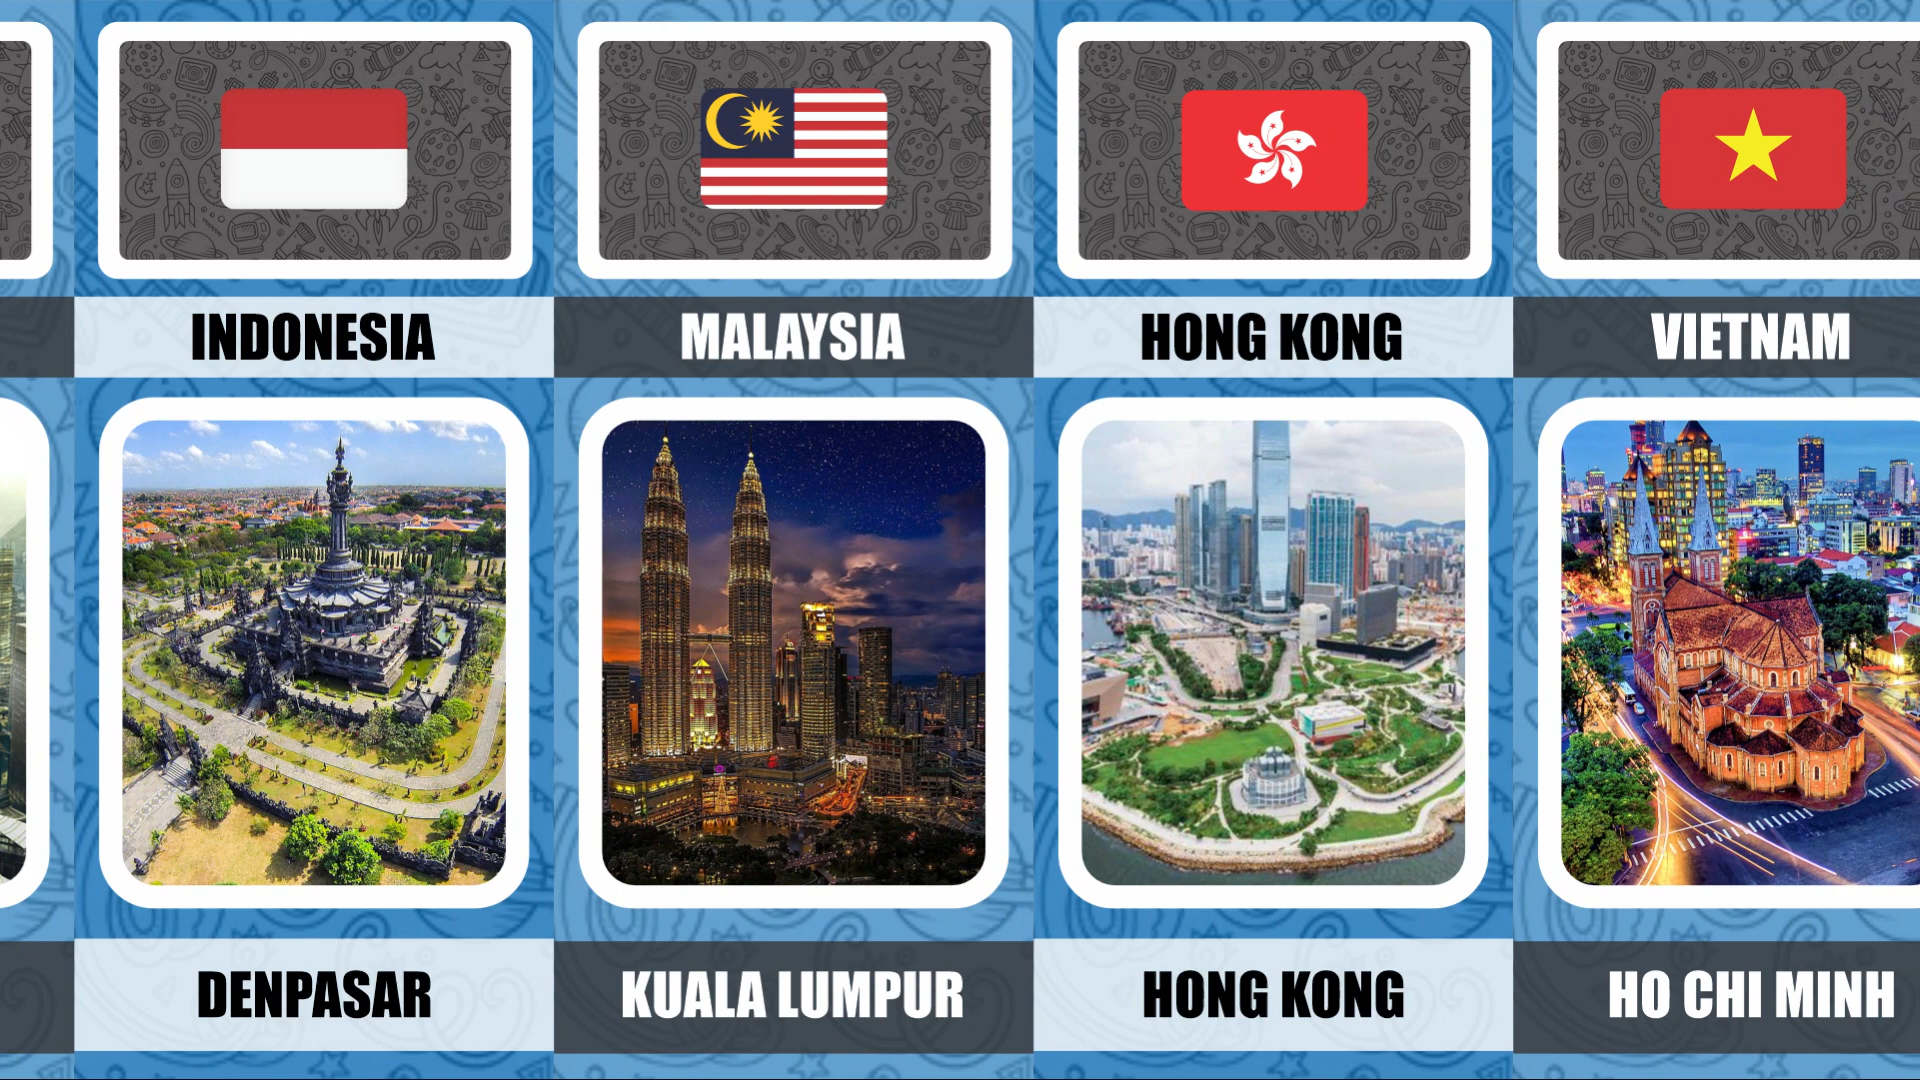 INDONESIA
MALAYSIA
HONG KONG
VIETNAM
DENPASAR
KUALA LUMPUR
HONG KONG
HO CHI MINH